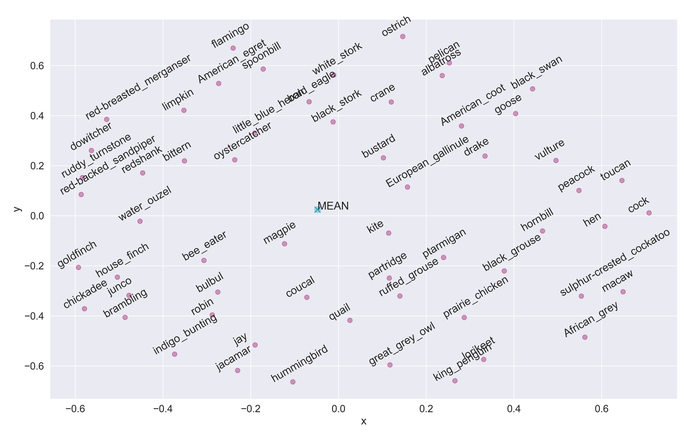 ostrich
flamingo
pelican
albatross
American_egret
spoonbill
white_stork
black_swan
red-breasted_merganser
limpkin
little_blue_heron
bald_eagle
black_stork
crane
American_coot
goose
dowitcher
ruddy_turnstone
red-backed_sandpiper
redshank
bittern
oystercatcher
bustard
European_gallinule
drake
vulture
peacock
toucan
water_ouzel
MEAN
magpie
kite
hornbill
hen
cock
goldfinch
house_finch
bee_eater
ptarmigan
partridge
ruffed_grouse
black_grouse
sulphur-crested_cockatoo
macaw
chickadee
junco
brambling
bulbul
robin
coucal
quail
prairie_chicken
African_grey
indigo_bunting
jay
jacamar
hummingbird
great_grey_owl
lorikeet
king_penguin
0.6
0.4
0.2
0.0
−0.2
−0.4
−0.6
y
−0.6 −0.4 −0.2 0.0 0.2 0.4 0.6
x